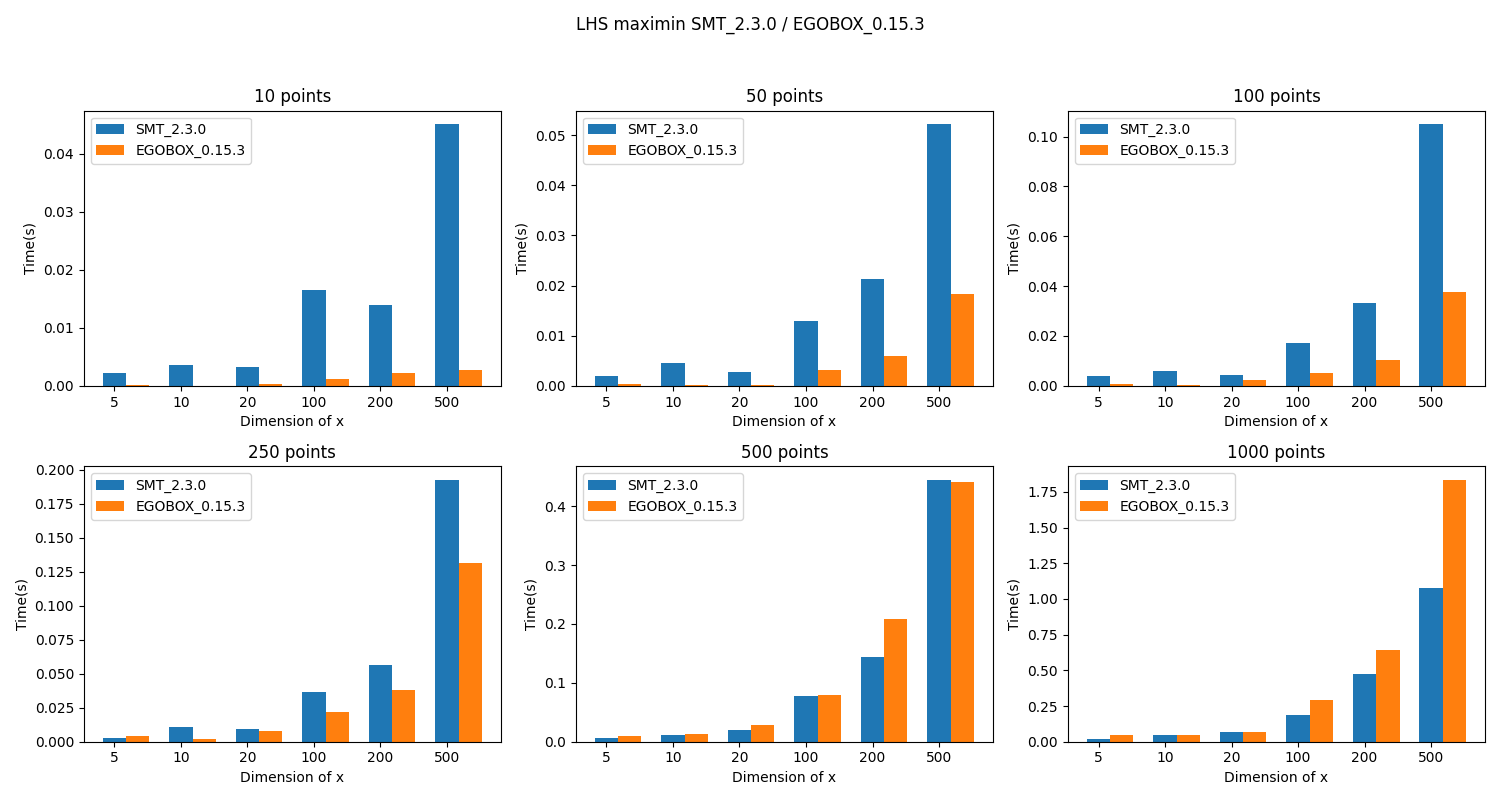 LHS maximin SMT_2.3.0 / EGOBOX_0.15.3
10 points
SMT_2.3.0
EGOBOX_0.15.3
Time(s)
0.04
0.03
0.02
0.01
0.00
5 10 20 100 200 500
Dimension of x
50 points
SMT_2.3.0
EGOBOX_0.15.3
Time(s)
0.05
0.04
0.03
0.02
0.01
0.00
5 10 20 100 200 500
Dimension of x
100 points
SMT_2.3.0
EGOBOX_0.15.3
Time(s)
0.10
0.08
0.06
0.04
0.02
0.00
5 10 20 100 200 500
Dimension of x
250 points
SMT_2.3.0
EGOBOX_0.15.3
Time(s)
0.200
0.175
0.150
0.125
0.100
0.075
0.050
0.025
0.000
5 10 20 100 200 500
Dimension of x
500 points
SMT_2.3.0
EGOBOX_0.15.3
Time(s)
0.4
0.3
0.2
0.1
0.0
5 10 20 100 200 500
Dimension of x
1000 points
SMT_2.3.0
EGOBOX_0.15.3
Time(s)
1.75
1.50
1.25
1.00
0.75
0.50
0.25
0.00
5 10 20 100 200 500
Dimension of x